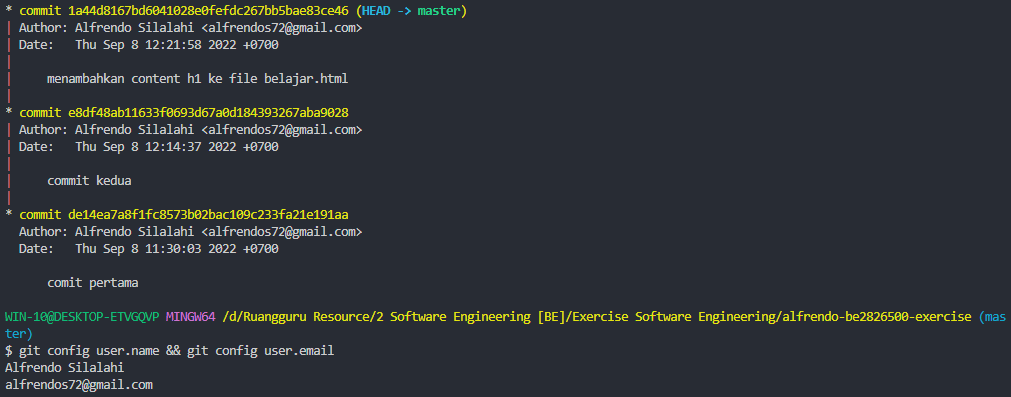 * commit 1a44d8167bd6041028e0fefdc267bb5bae83ce46 (HEAD -> master)
| Author: Alfrendo Silalahi <alfrendos72@gmail.com>
| Date:   Thu Sep 8 12:21:58 2022 +0700
|
|     menambahkan content h1 ke file belajar.html
|
* commit e8df48ab11633f0693d67a0d184393267aba9028
| Author: Alfrendo Silalahi <alfrendos72@gmail.com>
| Date:   Thu Sep 8 12:14:37 2022 +0700
|
|     commit kedua
|
* commit de14ea7a8f1fc8573b02bac109c233fa21e191aa
  Author: Alfrendo Silalahi <alfrendos72@gmail.com>
  Date:   Thu Sep 8 11:30:03 2022 +0700

      comit pertama

WIN-10@DESKTOP-ETVGQVP MINGW64 /d/Ruangguru Resource/2 Software Engineering [BE]/Exercise Software Engineering/alfrendo-be2826500-exercise (mas
ter)
$ git config user.name && git config user.email
Alfrendo Silalahi
alfrendos72@gmail.com